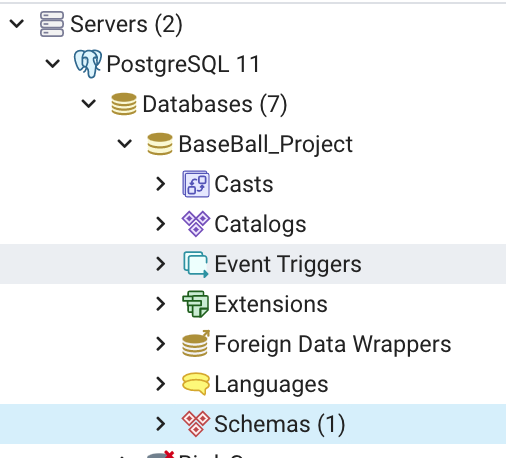 Servers (2)
PostgreSQL 11
Databases (7)
BaseBall_Project
Casts
Catalogs
Event Triggers
Extensions
Foreign Data Wrappers
Languages
Schemas (1)